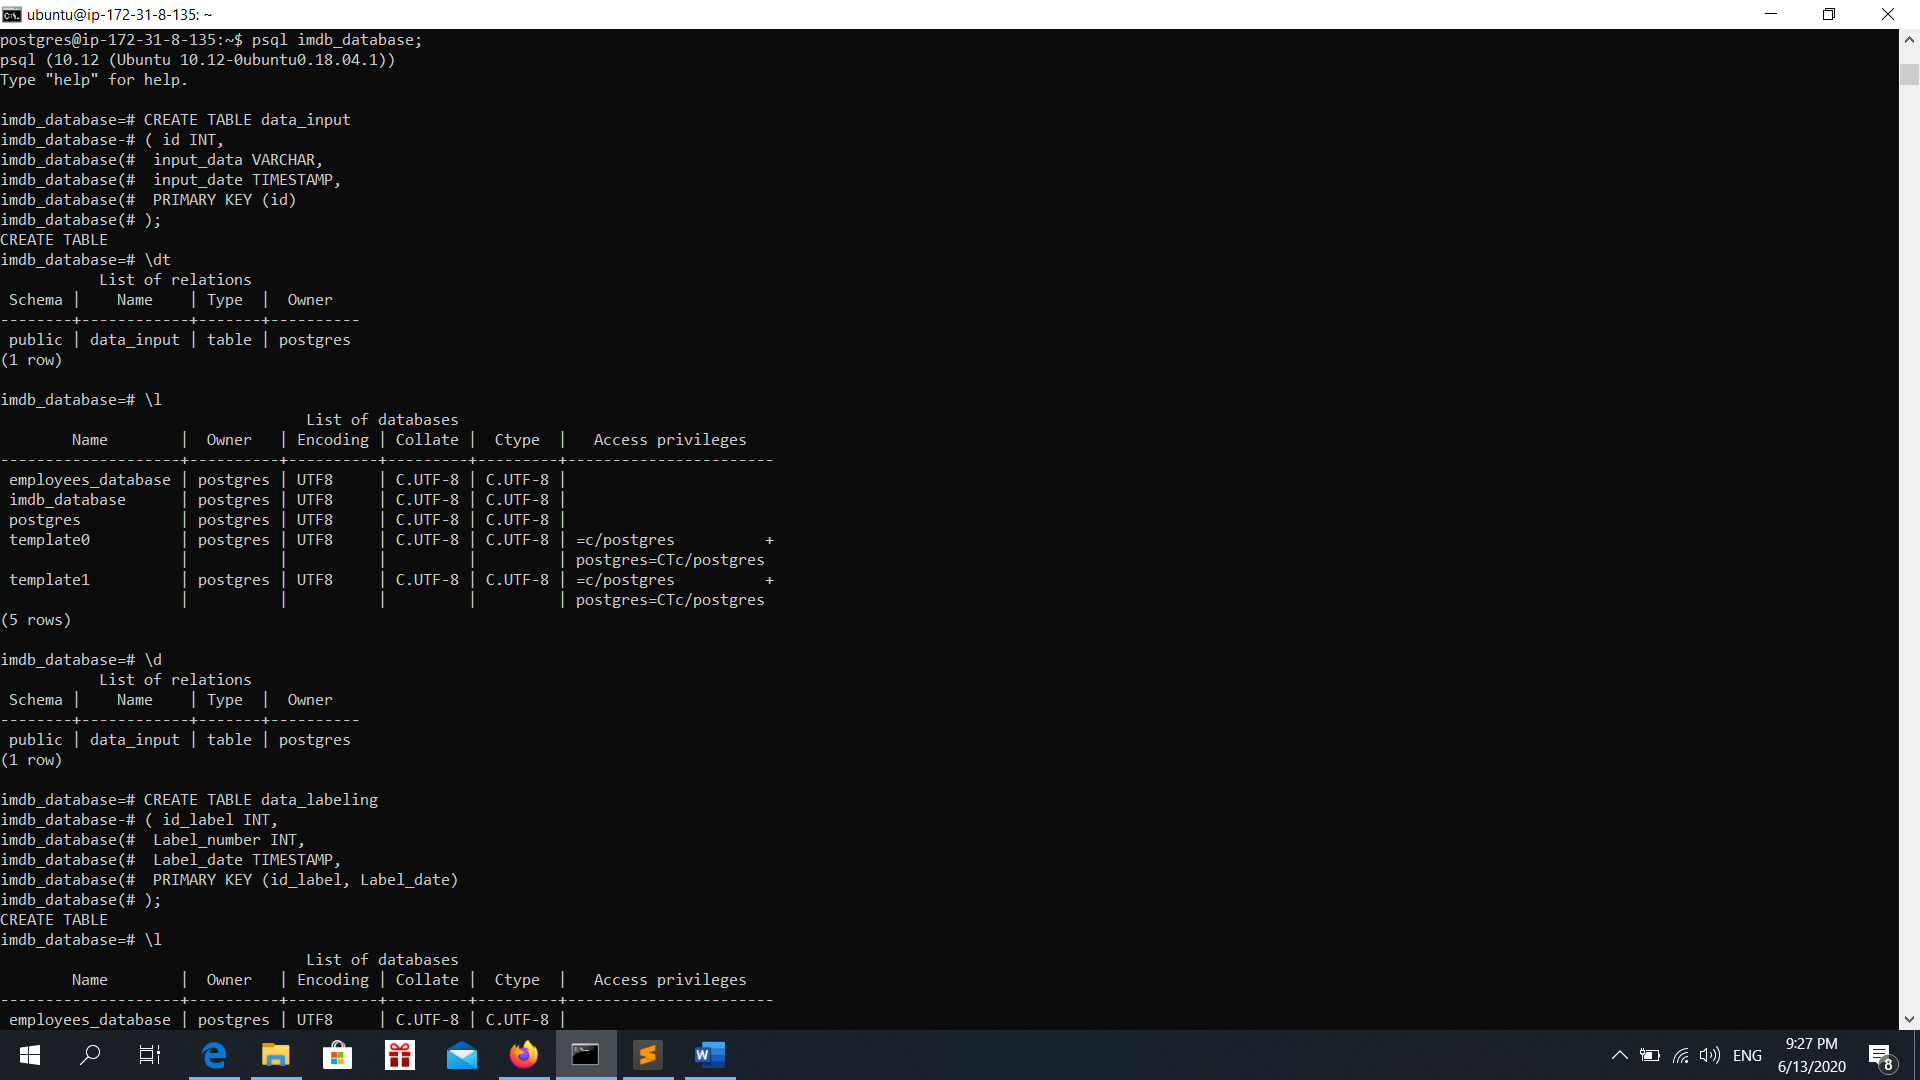 ubuntu@ip-172-31-8-135: ~
postgres@ip-172-31-8-135:~$ psql imdb_database;
psql (10.12 (Ubuntu 10.12-0ubuntu0.18.04.1))
Type "help" for help.

imdb_database=# CREATE TABLE data_input
imdb_database-# ( id INT,
imdb_database(#  input_data VARCHAR,
imdb_database(#  input_date TIMESTAMP,
imdb_database(#  PRIMARY KEY (id)
imdb_database(# );
CREATE TABLE
imdb_database=# \dt
           List of relations
 Schema |    Name    | Type  |  Owner
--------+------------+-------+----------
 public | data_input | table | postgres
(1 row)

imdb_database=# \l
                                  List of databases
        Name        |  Owner   | Encoding | Collate |  Ctype  |   Access privileges
--------------------+----------+----------+---------+---------+-----------------------
 employees_database | postgres | UTF8     | C.UTF-8 | C.UTF-8 |
 imdb_database      | postgres | UTF8     | C.UTF-8 | C.UTF-8 |
 postgres           | postgres | UTF8     | C.UTF-8 | C.UTF-8 |
 template0          | postgres | UTF8     | C.UTF-8 | C.UTF-8 | =c/postgres          +
                    |          |          |         |         | postgres=CTc/postgres
 template1          | postgres | UTF8     | C.UTF-8 | C.UTF-8 | =c/postgres          +
                    |          |          |         |         | postgres=CTc/postgres
(5 rows)

imdb_database=# \d
           List of relations
 Schema |    Name    | Type  |  Owner
--------+------------+-------+----------
 public | data_input | table | postgres
(1 row)

imdb_database=# CREATE TABLE data_labeling
imdb_database-# ( id_label INT,
imdb_database(#  Label_number INT,
imdb_database(#  Label_date TIMESTAMP,
imdb_database(#  PRIMARY KEY (id_label, Label_date)
imdb_database(# );
CREATE TABLE
imdb_database=# \l
                                  List of databases
        Name        |  Owner   | Encoding | Collate |  Ctype  |   Access privileges
--------------------+----------+----------+---------+---------+-----------------------
 employees_database | postgres | UTF8     | C.UTF-8 | C.UTF-8 |
ENG
9:27 PM
6/13/2020
8